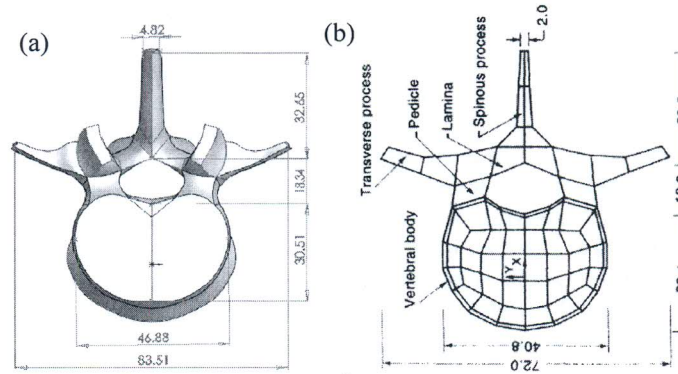 (a)
4.82
32.65
18.34
30.51
46.88
83.51
(b)
2.0
Transverse process
Pedicle
Lamina
Spinous process
Vertebral body
Y
X
40.8
72.0